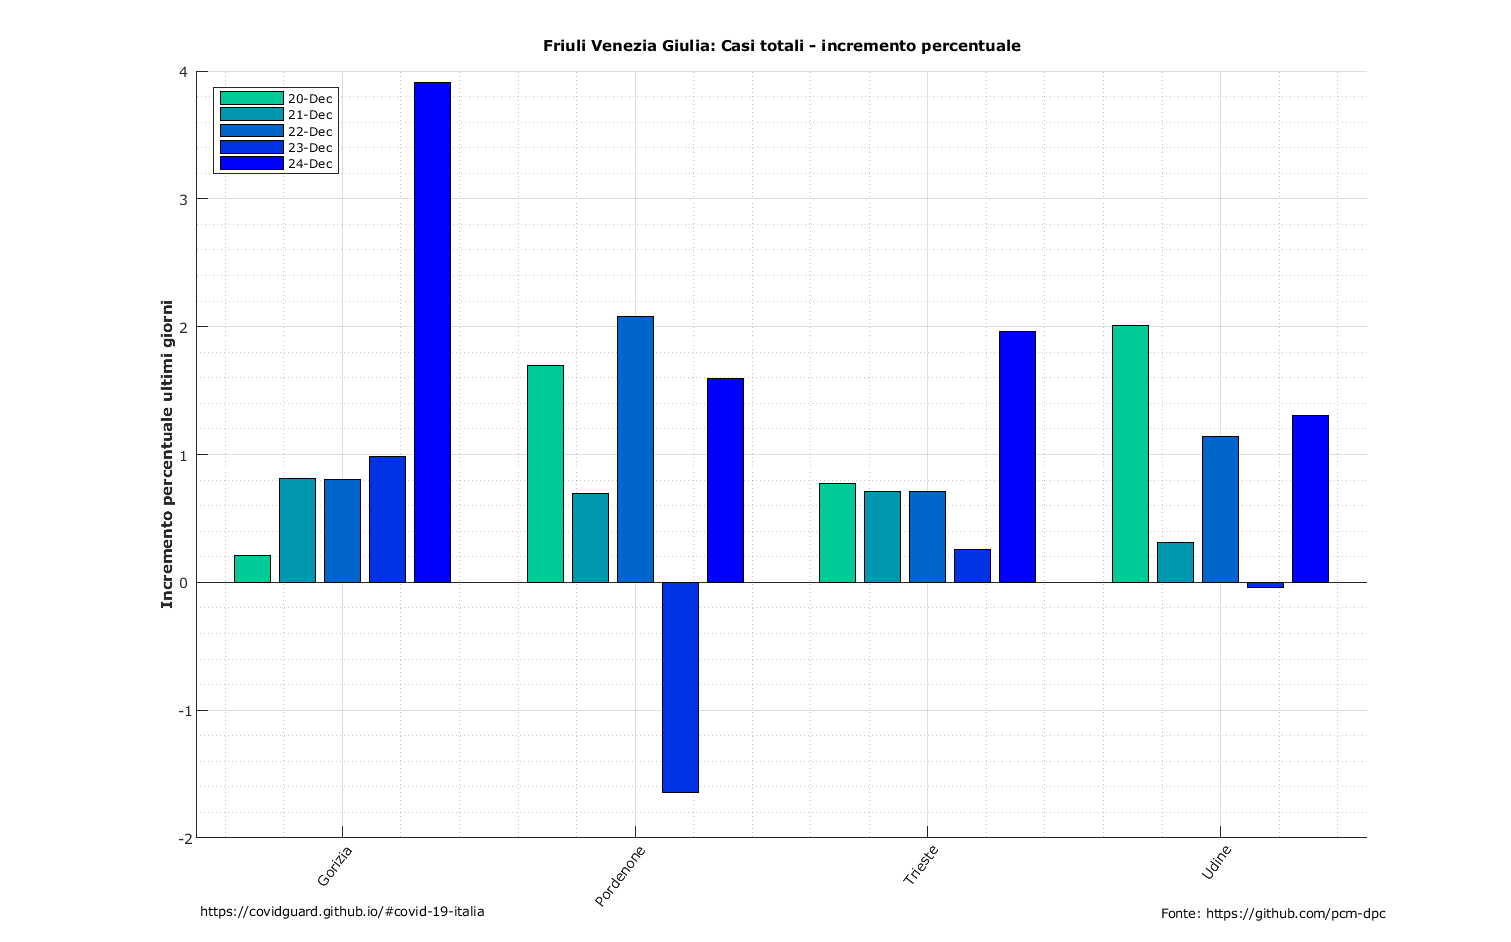 Friuli Venezia Giulia: Casi totali - incremento percentuale
4
3
2
1
0
-1
-2
Incremento percentuale ultimi giorni
20-Dec
21-Dec
22-Dec
23-Dec
24-Dec
Gorizia
Pordenone
Trieste
Udine
https://covidguard.github.io/#covid-19-italia
Fonte: https://github.com/pcm-dpc